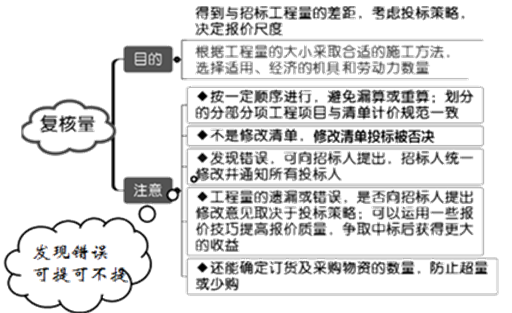 得到与招标工程量的差距，考虑投标策略，
决定报价尺度
目的
根据工程量的大小采取合适的施工方法，
选择适用、经济的机具和劳动力数量
复核量
◆按一定顺序进行，避免漏算或重算；划分
的分部分项工程项目与清单计价规范一致
◆不是修改清单，修改清单投标被否决
◆发现错误，可向招标人提出，招标人统一
修改并通知所有投标人
注意
◆工程量的遗漏或错误，是否向招标人提出
修改意见取决于投标策略；可以运用一些报
价技巧提高报价质量，争取中标后获得更大
的收益
◆还能确定订货及采购物资的数量，防止超量
或少购
发现错误
可提可不提